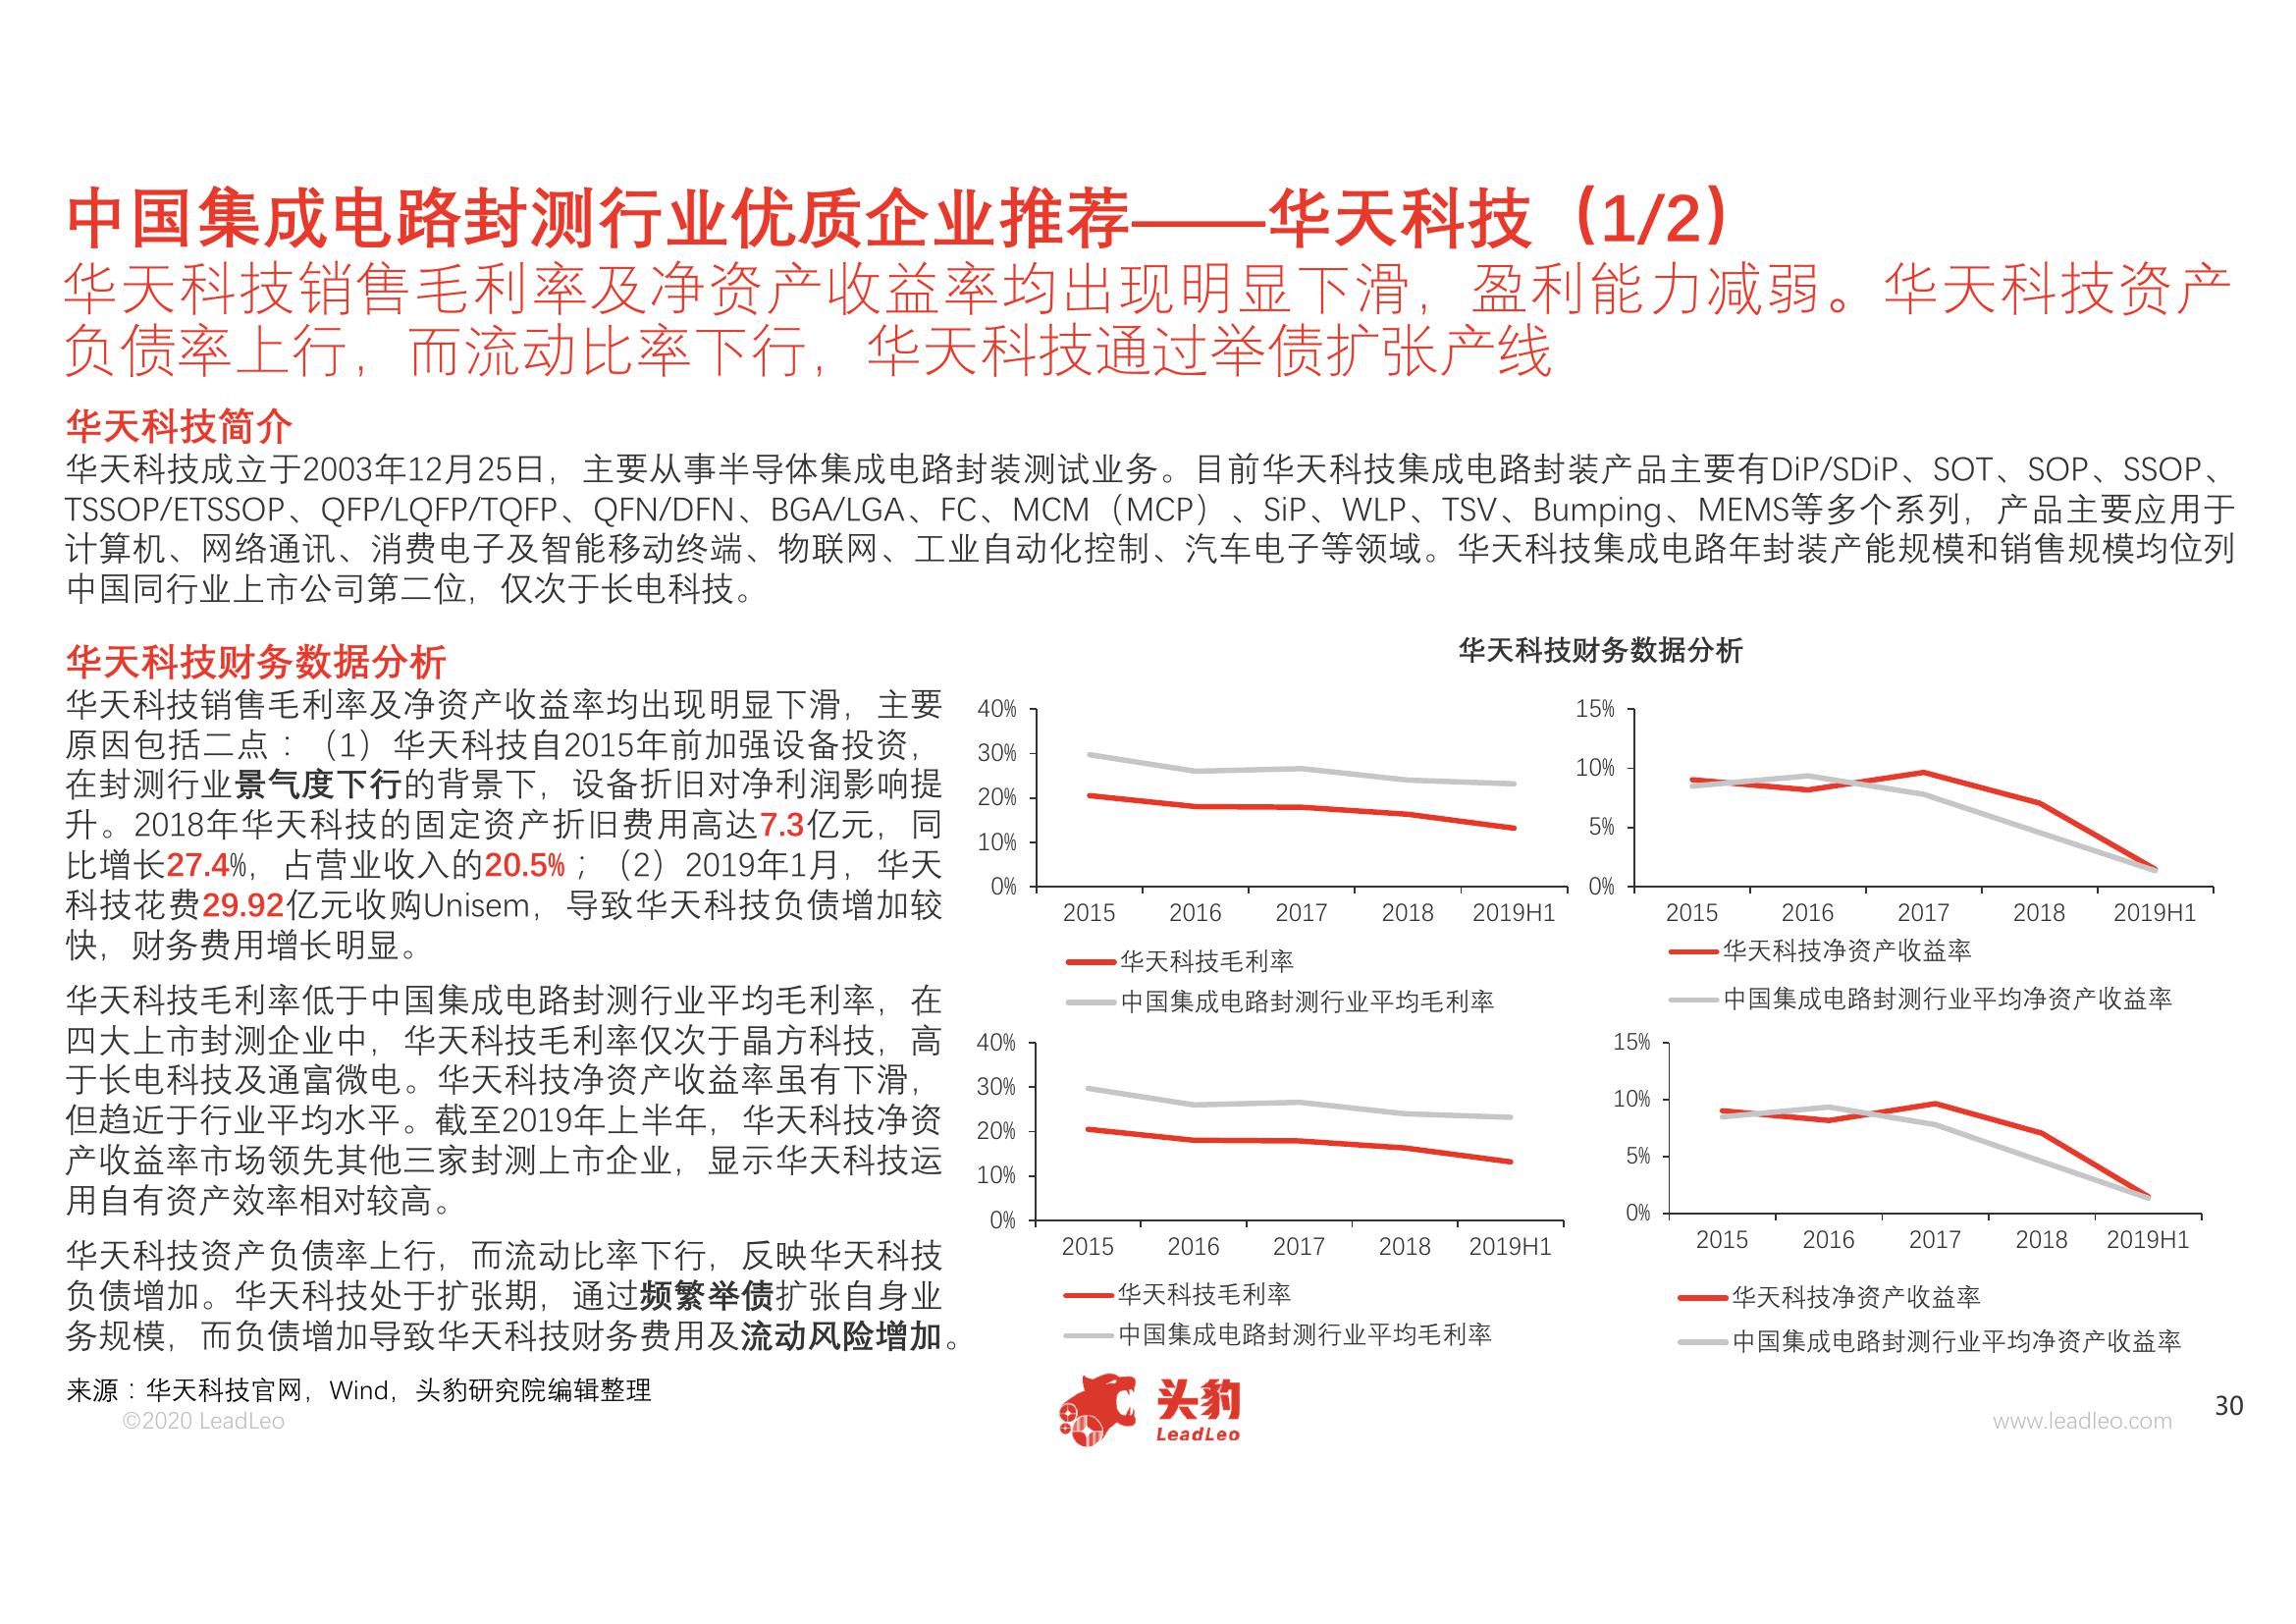 中国集成电路封测行业优质企业推荐——华天科技（1/2）
华天科技销售毛利率及净资产收益率均出现明显下滑，盈利能力减弱。华天科技资产
负债率上行，而流动比率下行，华天科技通过举债扩张产线
华天科技简介
华天科技成立于2003年12月25日，主要从事半导体集成电路封装测试业务。目前华天科技集成电路封装产品主要有DiP/SDiP、SOT、SOP、SSOP、
TSSOP/ETSSOP、QFP/LQFP/TQFP、QFN/DFN、BGA/LGA、FC、MCM（MCP）、SiP、WLP、TSV、Bumping、MEMS等多个系列，产品主要应用于
计算机、网络通讯、消费电子及智能移动终端、物联网、工业自动化控制、汽车电子等领域。华天科技集成电路年封装产能规模和销售规模均位列
中国同行业上市公司第二位，仅次于长电科技。
华天科技财务数据分析
华天科技销售毛利率及净资产收益率均出现明显下滑，主要
原因包括二点：（1）华天科技自2015年前加强设备投资，
在封测行业景气度下行的背景下，设备折旧对净利润影响提
升。2018年华天科技的固定资产折旧费用高达7.3亿元，同
比增长27.4%，占营业收入的20.5%；（2）2019年1月，华天
科技花费29.92亿元收购Unisem，导致华天科技负债增加较
快，财务费用增长明显。
华天科技毛利率低于中国集成电路封测行业平均毛利率，在
四大上市封测企业中，华天科技毛利率仅次于晶方科技，高
于长电科技及通富微电。华天科技净资产收益率虽有下滑，
但趋近于行业平均水平。截至2019年上半年，华天科技净资
产收益率市场领先其他三家封测上市企业，显示华天科技运
用自有资产效率相对较高。
华天科技资产负债率上行，而流动比率下行，反映华天科技
负债增加。华天科技处于扩张期，通过频繁举债扩张自身业
务规模，而负债增加导致华天科技财务费用及流动风险增加。
华天科技财务数据分析
40%
30%
20%
10%
0%
2015 2016 2017 2018 2019H1
华天科技毛利率
中国集成电路封测行业平均毛利率
15%
10%
5%
0%
2015 2016 2017 2018 2019H1
华天科技净资产收益率
中国集成电路封测行业平均净资产收益率
40%
30%
20%
10%
0%
2015 2016 2017 2018 2019H1
华天科技毛利率
中国集成电路封测行业平均毛利率
15%
10%
5%
0%
2015 2016 2017 2018 2019H1
华天科技净资产收益率
中国集成电路封测行业平均净资产收益率
来源：华天科技官网，Wind，头豹研究院编辑整理
©2020 LeadLeo
头豹
LeadLeo
www.leadleo.com
30